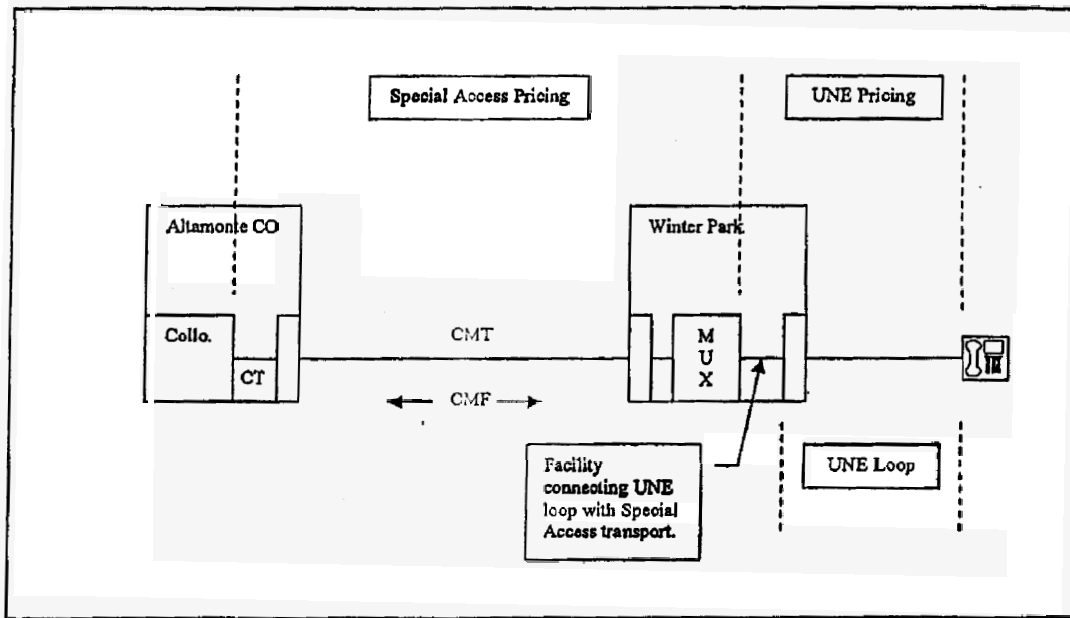 Special Access Pricing
UNE Pricing
Altamonte CO
Winter Park
Collo.
CT
CMT
CMF
M
U
X
Facility
connecting UNE
loop with Special
Access transport.
UNE Loop